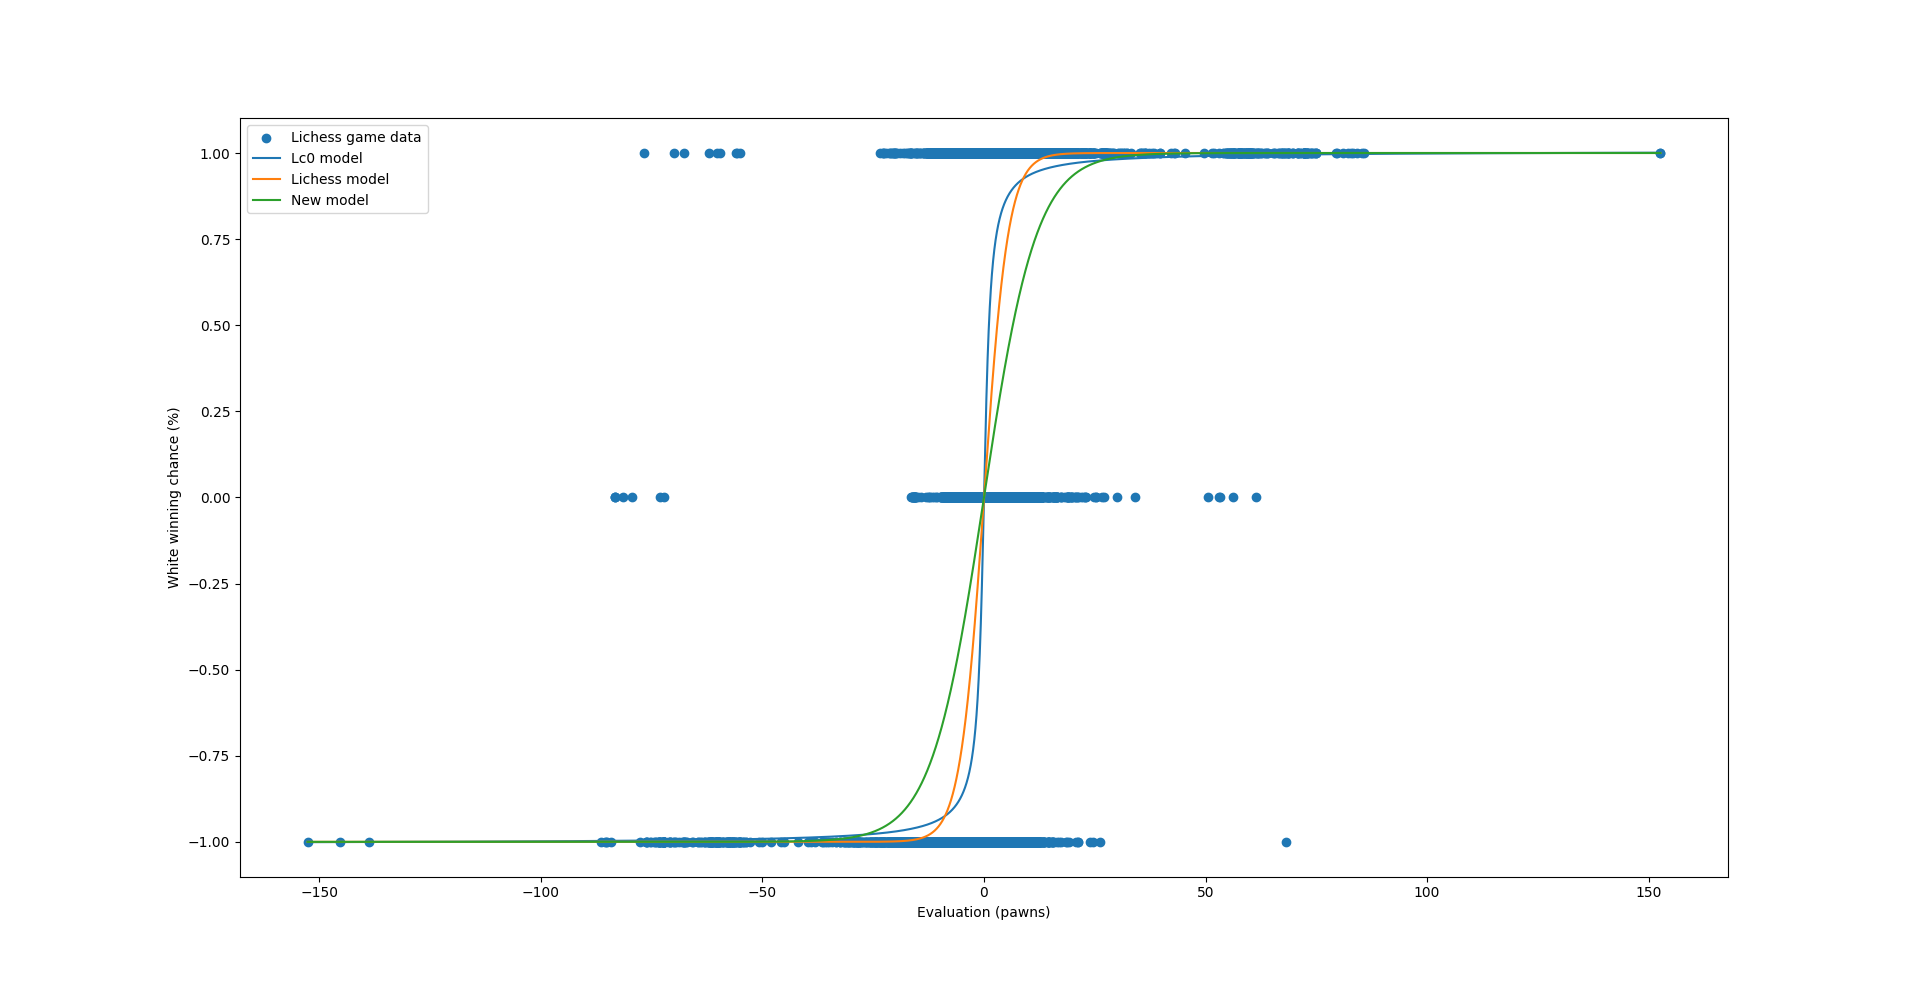 Lichess game data
Lc0 model
Lichess model
New model
1.00
0.75
0.50
0.25
0.00
−0.25
−0.50
−0.75
−1.00
White winning chance (%)
−150
−100
−50
0
50
100
150
Evaluation (pawns)